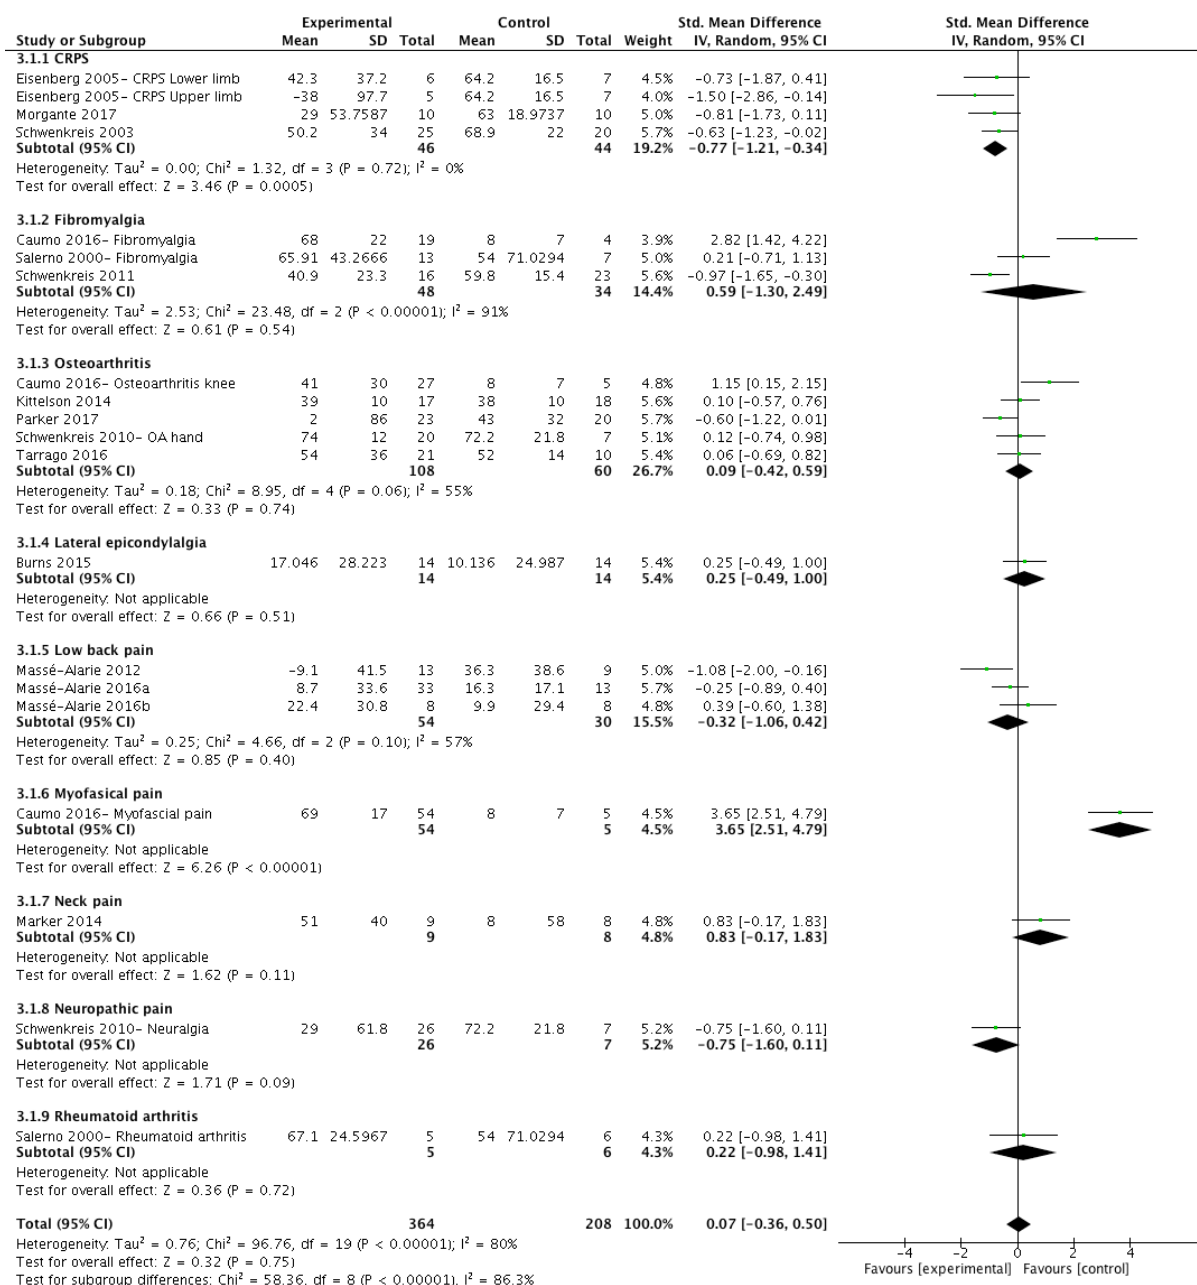 Experimental Control Std. Mean Difference Std. Mean Difference
Study or Subgroup Mean SD Total Mean SD Total Weight IV, Random, 95% CI IV, Random, 95% CI
3.1.1 CRPS
Eisenberg 2005- CRPS Lower limb 42.3 37.2 6 64.2 16.5 7 4.5% -0.73 [-1.87, 0.41]
Eisenberg 2005- CRPS Upper limb -38 97.7 5 64.2 16.5 7 4.0% -1.50 [-2.86, -0.14]
Morgante 2017 29 53.7587 10 63 18.9737 10 5.0% -0.81 [-1.73, 0.11]
Schwenkreis 2003 50.2 34 25 68.9 22 20 5.7% -0.63 [-1.23, -0.02]
Subtotal (95% CI) 46 44 19.2% -0.77 [-1.21, -0.34]
Heterogeneity: Tau² = 0.00; Chi² = 1.32, df = 3 (P = 0.72); I² = 0%
Test for overall effect: Z = 3.46 (P = 0.0005)
3.1.2 Fibromyalgia
Caumo 2016- Fibromyalgia 68 22 19 8 7 4 3.9% 2.82 [1.42, 4.22]
Salerno 2000- Fibromyalgia 65.91 43.2666 13 54 71.0294 7 4.9% 0.21 [-0.71, 1.13]
Schwenkreis 2011 40.9 23.3 16 59.8 15.4 23 5.6% -0.97 [-1.65, -0.30]
Subtotal (95% CI) 48 34 14.4% 0.59 [-1.30, 2.49]
Heterogeneity: Tau² = 2.53; Chi² = 23.48, df = 2 (P < 0.00001); I² = 91%
Test for overall effect: Z = 0.61 (P = 0.54)
3.1.3 Osteoarthritis
Caumo 2016- Osteoarthritis knee 41 30 27 8 7 5 4.8% 1.15 [0.15, 2.15]
Kittelson 2014 39 10 17 38 10 18 5.6% 0.10 [-0.57, 0.76]
Parker 2017 2 86 23 43 32 20 5.7% -0.60 [-1.22, 0.01]
Schwenkreis 2010- OA hand 74 12 20 72.2 21.8 7 5.1% 0.12 [-0.74, 0.98]
Tarrago 2016 54 36 21 52 14 10 5.4% 0.06 [-0.69, 0.82]
Subtotal (95% CI) 108 60 26.7% 0.09 [-0.42, 0.59]
Heterogeneity: Tau² = 0.18; Chi² = 8.95, df = 4 (P = 0.06); I² = 55%
Test for overall effect: Z = 0.33 (P = 0.74)
3.1.4 Lateral epicondylalgia
Burns 2015 17.046 28.223 14 10.136 24.987 14 5.4% 0.25 [-0.49, 1.00]
Subtotal (95% CI) 14 14 5.4% 0.25 [-0.49, 1.00]
Heterogeneity: Not applicable
Test for overall effect: Z = 0.66 (P = 0.51)
3.1.5 Low back pain
Massé-Alarie 2012 -9.1 41.5 13 36.3 38.6 9 5.0% -1.08 [-2.00, -0.16]
Massé-Alarie 2016a 8.7 33.6 33 16.3 17.1 13 5.7% -0.25 [-0.89, 0.40]
Massé-Alarie 2016b 22.4 30.8 8 9.9 29.4 8 4.8% 0.39 [-0.60, 1.38]
Subtotal (95% CI) 54 30 15.5% -0.32 [-1.06, 0.42]
Heterogeneity: Tau² = 0.25; Chi² = 4.66, df = 2 (P = 0.10); I² = 57%
Test for overall effect: Z = 0.85 (P = 0.40)
3.1.6 Myofasical pain
Caumo 2016- Myofascial pain 69 17 54 8 7 5 4.5% 3.65 [2.51, 4.79]
Subtotal (95% CI) 54 5 4.5% 3.65 [2.51, 4.79]
Heterogeneity: Not applicable
Test for overall effect: Z = 6.26 (P < 0.00001)
3.1.7 Neck pain
Marker 2014 51 40 9 8 58 8 4.8% 0.83 [-0.17, 1.83]
Subtotal (95% CI) 9 8 4.8% 0.83 [-0.17, 1.83]
Heterogeneity: Not applicable
Test for overall effect: Z = 1.62 (P = 0.11)
3.1.8 Neuropathic pain
Schwenkreis 2010- Neuralgia 29 61.8 26 72.2 21.8 7 5.2% -0.75 [-1.60, 0.11]
Subtotal (95% CI) 26 7 5.2% -0.75 [-1.60, 0.11]
Heterogeneity: Not applicable
Test for overall effect: Z = 1.71 (P = 0.09)
3.1.9 Rheumatoid arthritis
Salerno 2000- Rheumatoid arthritis 67.1 24.5967 5 54 71.0294 6 4.3% 0.22 [-0.98, 1.41]
Subtotal (95% CI) 5 6 4.3% 0.22 [-0.98, 1.41]
Heterogeneity: Not applicable
Test for overall effect: Z = 0.36 (P = 0.72)
Total (95% CI) 364 208 100.0% 0.07 [-0.36, 0.50]
Heterogeneity: Tau² = 0.76; Chi² = 96.76, df = 19 (P < 0.00001); I² = 80%
Test for overall effect: Z = 0.32 (P = 0.75)
Test for subgroup differences: Chi² = 58.36, df = 8 (P < 0.00001), I² = 86.3%
-4 -2 0 2 4
Favours [experimental] Favours [control]